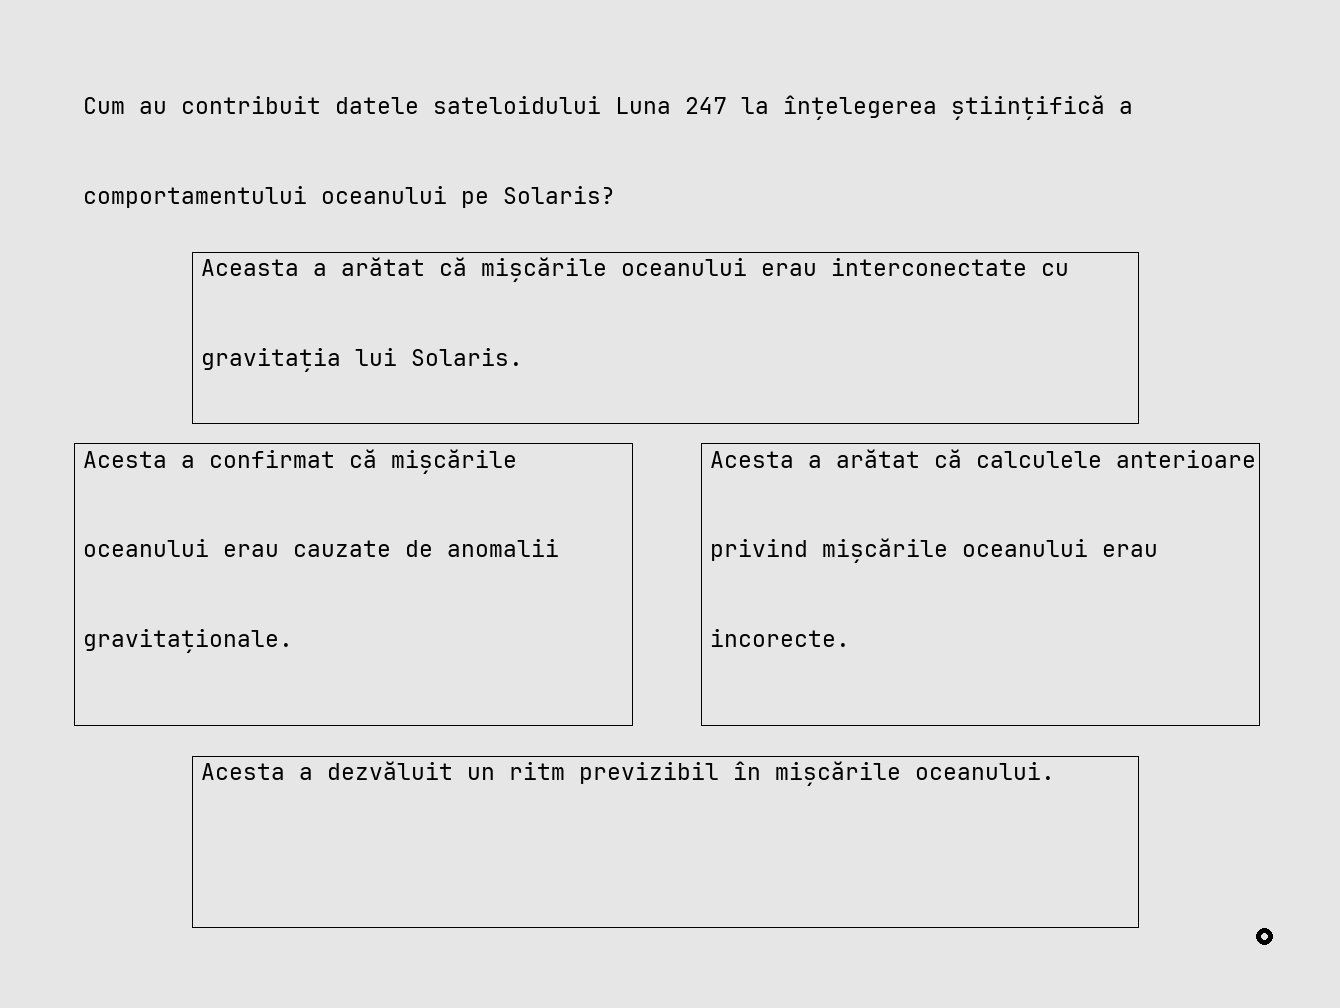 Cum au contribuit datele sateloidului Luna 247 la înțelegerea științifică a
comportamentului oceanului pe Solaris?
Aceasta a arătat că mișcările oceanului erau interconectate cu
gravitația lui Solaris.
Acesta a confirmat că mișcările
oceanului erau cauzate de anomalii
gravitaționale.
Acesta a arătat că calculele anterioare
privind mișcările oceanului erau
incorecte.
Acesta a dezvăluit un ritm previzibil în mișcările oceanului.